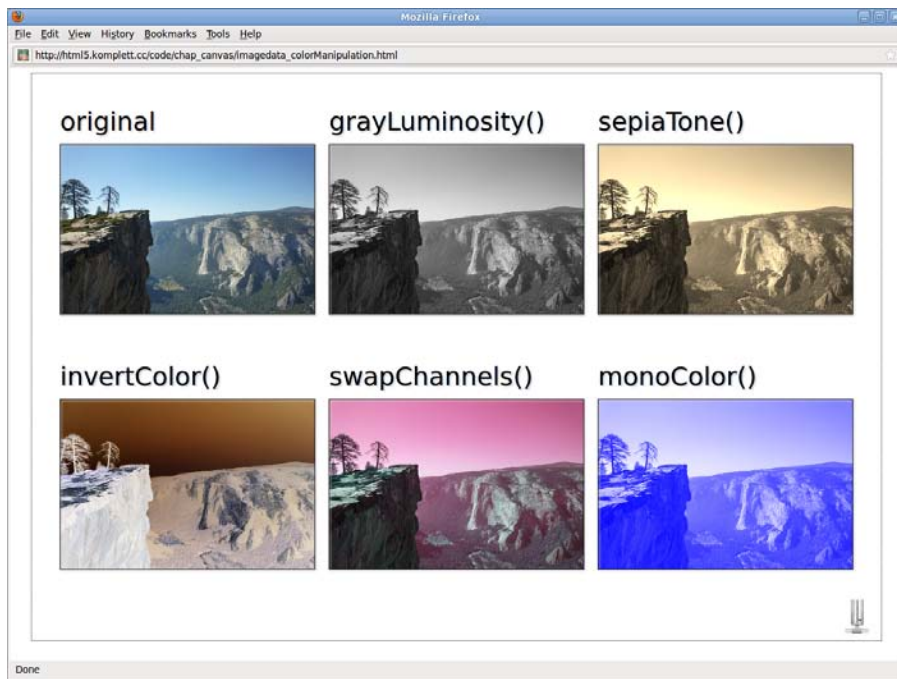 Mozilla Firefox
File Edit View History Bookmarks Tools Help
http://html5.komplett.cc/code/chap_canvas/imagedata_colorManipulation.html
original grayLuminosity() sepiaTone()
invertColor() swapChannels() monoColor()
Done